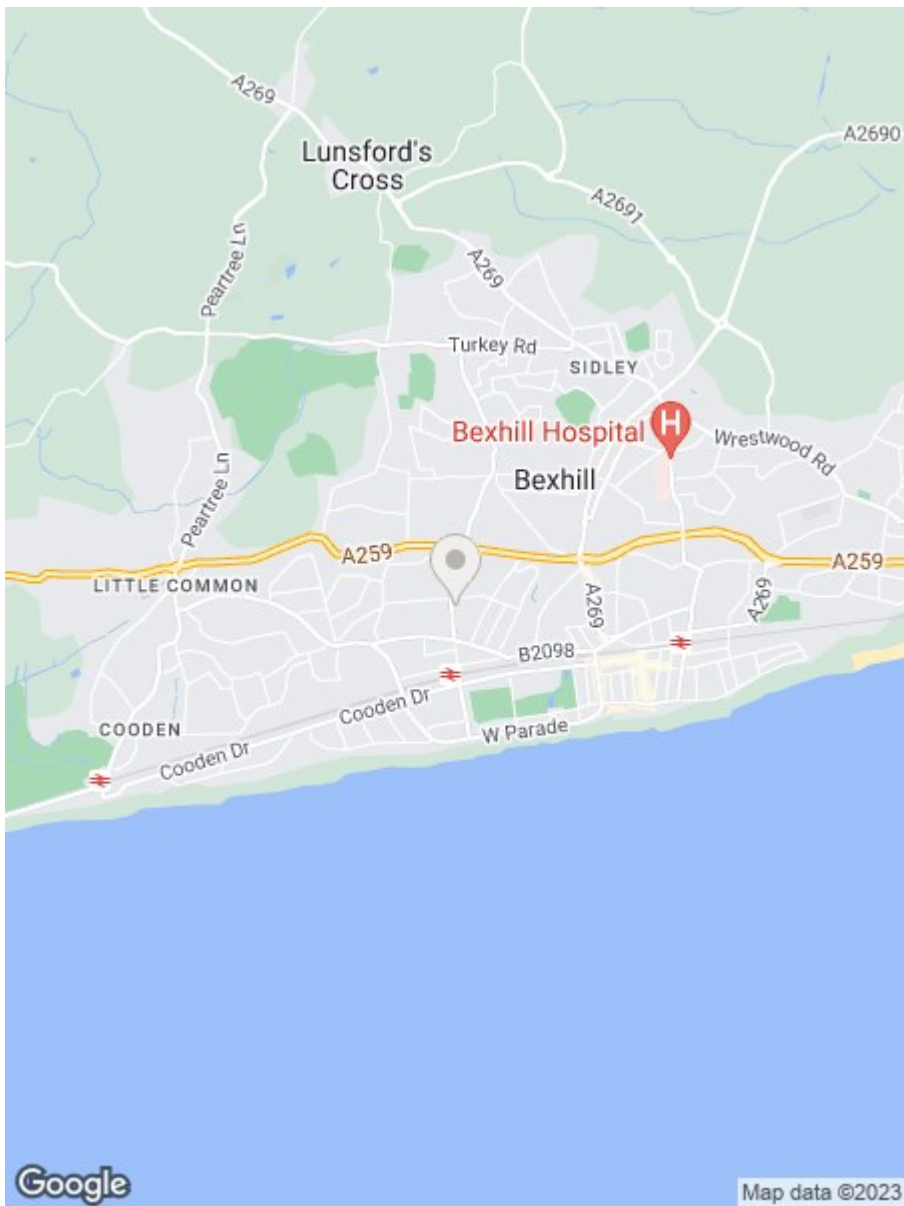 A269
A2690
Lunsford's
Cross
A2691
Peartree Ln
A269
Turkey Rd
SIDLEY
H
Bexhill Hospital
Wrestwood Rd
Bexhill
Peartree Ln
A259
A259
LITTLE COMMON
A269
A269
B2098
Cooden Dr
W Parade
COODEN
Cooden Dr
Google
Map data ©2023